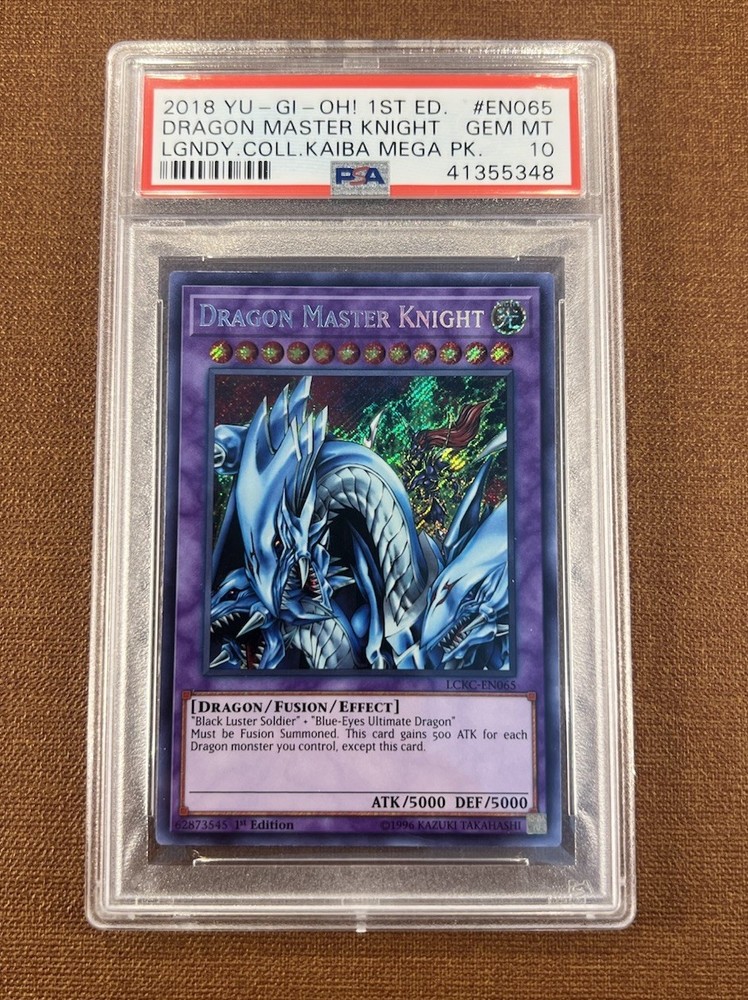 2018 YU-GI-OH! 1ST ED. #EN065
DRAGON MASTER KNIGHT GEM MT
LGNDY.COLL.KAIBA MEGA PK. 10
PSA 41355348
DRAGON MASTER KNIGHT 光
LCKC-EN065
[DRAGON/FUSION/EFFECT]
"Black Luster Soldier" + "Blue-Eyes Ultimate Dragon"
Must be Fusion Summoned. This card gains 500 ATK for each
Dragon monster you control, except this card.
ATK/5000 DEF/5000
62873545 1st Edition ©1996 KAZUKI TAKAHASHI